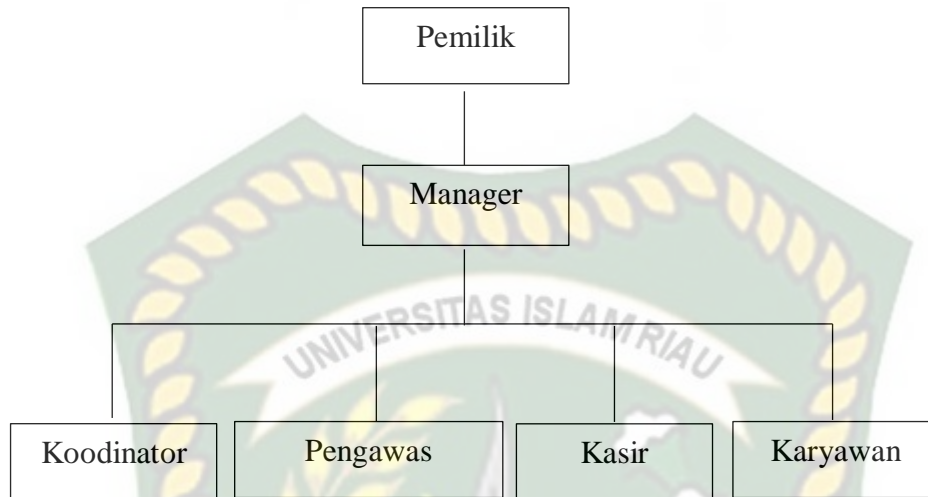 Pemilik
Manager
UNIVERSITAS ISLAM RIAU
Koodinator
Pengawas
Kasir
Karyawan